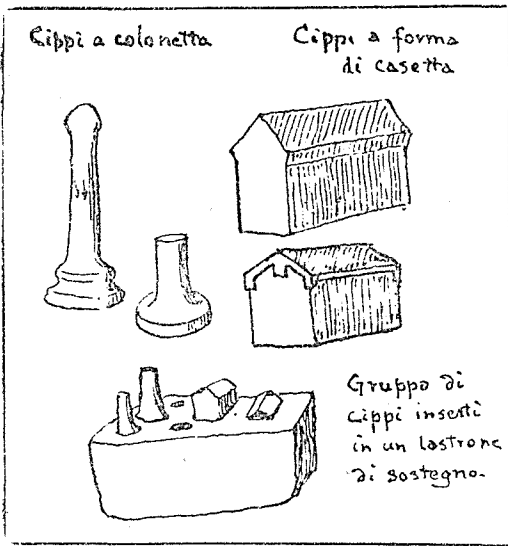 Cippi a colonetta
Cippi a forma
di casetta
Gruppo di
cippi inseriti
in un lastrone
di sostegno.